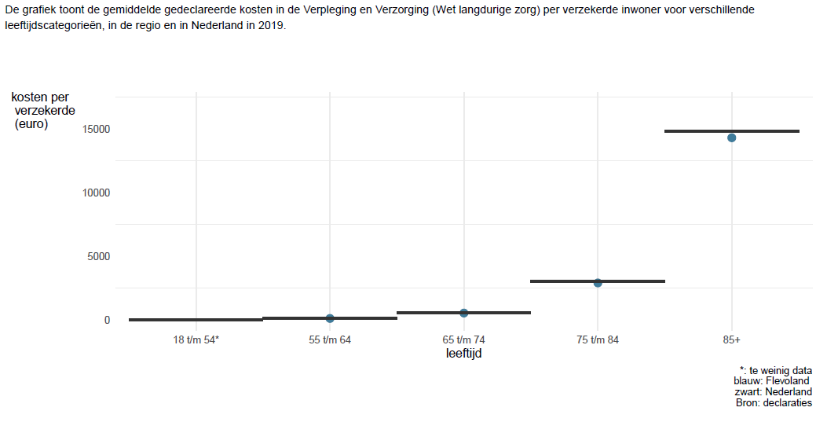 De grafiek toont de gemiddelde gedeclareerde kosten in de Verpleging en Verzorging (Wet langdurige zorg) per verzekerde inwoner voor verschillende
leeftijdscategorieën, in de regio en in Nederland in 2019.
kosten per
verzekerde
(euro)
15000
10000
5000
0
18 t/m 54*
55 t/m 64
65 t/m 74
75 t/m 84
85+
leeftijd
*: te weinig data
blauw: Flevoland
zwart: Nederland
Bron: declaraties